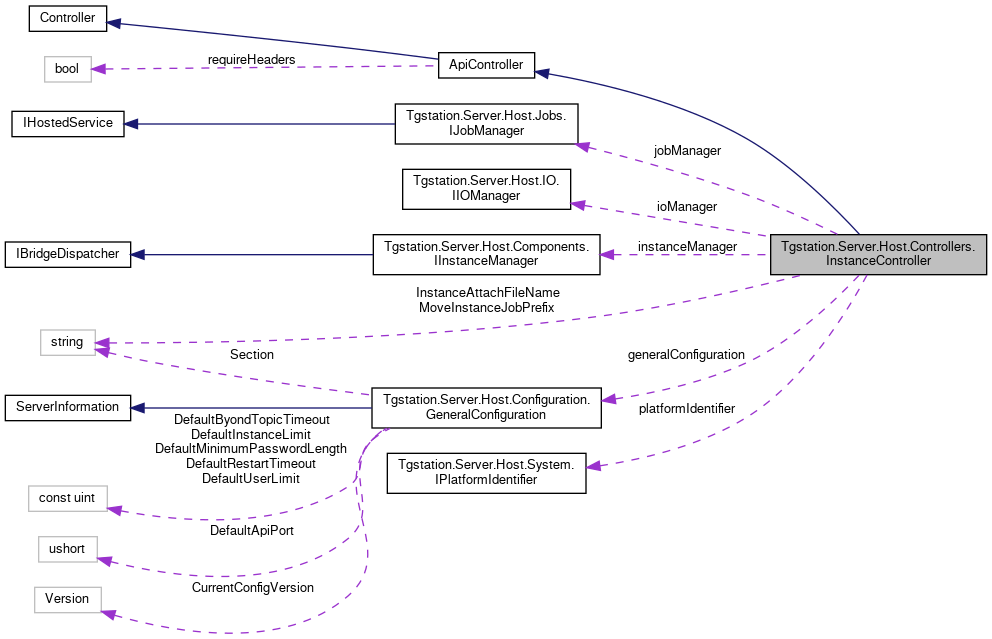 Controller
bool
requireHeaders
ApiController
IHostedService
Tgstation.Server.Host.Jobs.
IJobManager
jobManager
Tgstation.Server.Host.IO.
IIOManager
ioManager
IBridgeDispatcher
Tgstation.Server.Host.Components.
IInstanceManager
instanceManager
Tgstation.Server.Host.Controllers.
InstanceController
InstanceAttachFileName
MoveInstanceJobPrefix
string
Section
generalConfiguration
ServerInformation
Tgstation.Server.Host.Configuration.
GeneralConfiguration
platformIdentifier
DefaultByondTopicTimeout
DefaultInstanceLimit
DefaultMinimumPasswordLength
DefaultRestartTimeout
DefaultUserLimit
Tgstation.Server.Host.System.
IPlatformIdentifier
const uint
DefaultApiPort
ushort
CurrentConfigVersion
Version